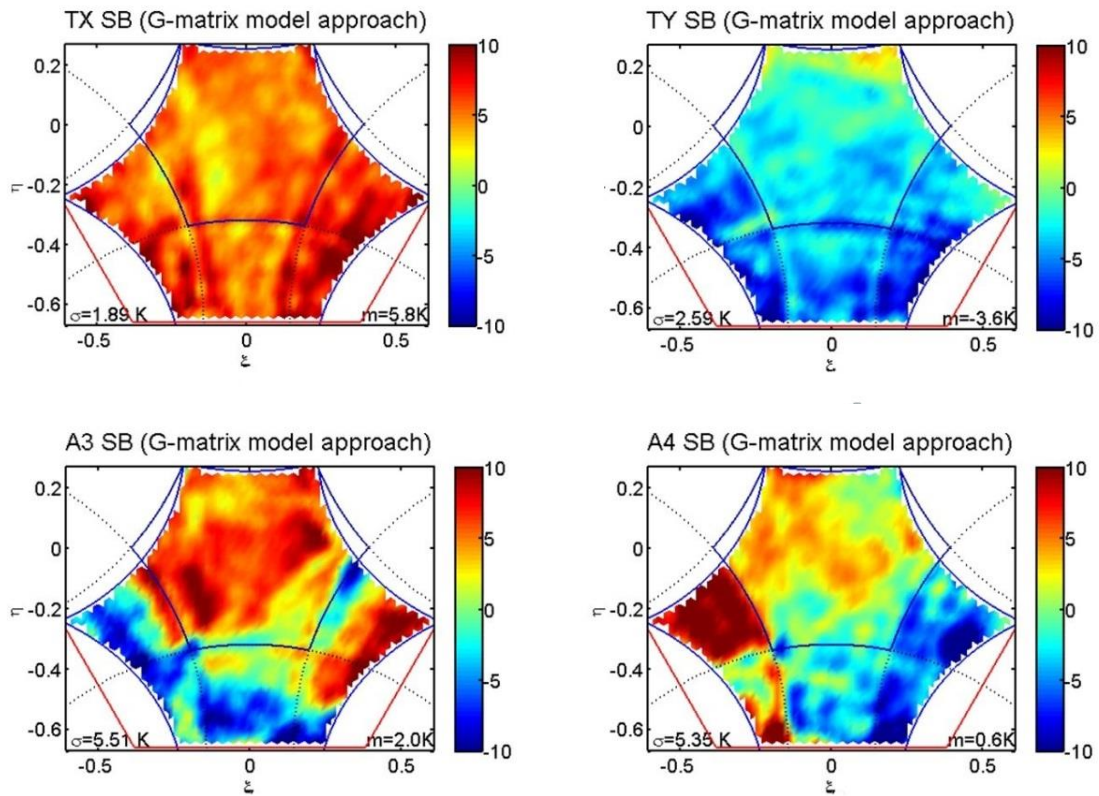 TX SB (G-matrix model approach)
TY SB (G-matrix model approach)
0.2
0
-0.2
-0.4
-0.6
η
σ=1.89 K
m=5.8K
-0.5
0
0.5
ξ
10
5
0
-5
-10
0.2
0
-0.2
-0.4
-0.6
η
σ=2.59 K
m=-3.6K
-0.5
0
0.5
ξ
10
5
0
-5
-10
A3 SB (G-matrix model approach)
A4 SB (G-matrix model approach)
0.2
0
-0.2
-0.4
-0.6
η
σ=5.51 K
m=2.0K
-0.5
0
0.5
ξ
10
5
0
-5
-10
0.2
0
-0.2
-0.4
-0.6
η
σ=5.35 K
m=0.6K
-0.5
0
0.5
ξ
10
5
0
-5
-10